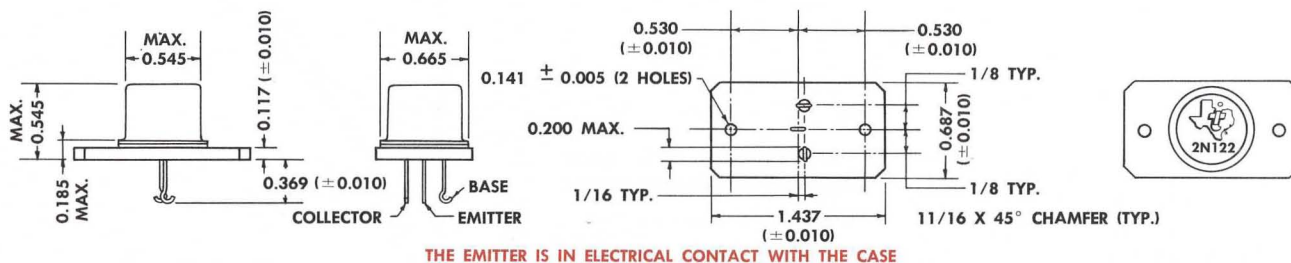 MAX.
0.545
MAX.
0.545
0.185
MAX.
0.117 (±0.010)
0.369 (±0.010)
MAX.
0.665
COLLECTOR
EMITTER
BASE
0.530
(±0.010)
0.530
(±0.010)
0.141 ± 0.005 (2 HOLES)
1/8 TYP.
0.200 MAX.
0.687
(±0.010)
1/16 TYP.
1/8 TYP.
1.437
(±0.010)
11/16 X 45° CHAMFER (TYP.)
2N122
THE EMITTER IS IN ELECTRICAL CONTACT WITH THE CASE